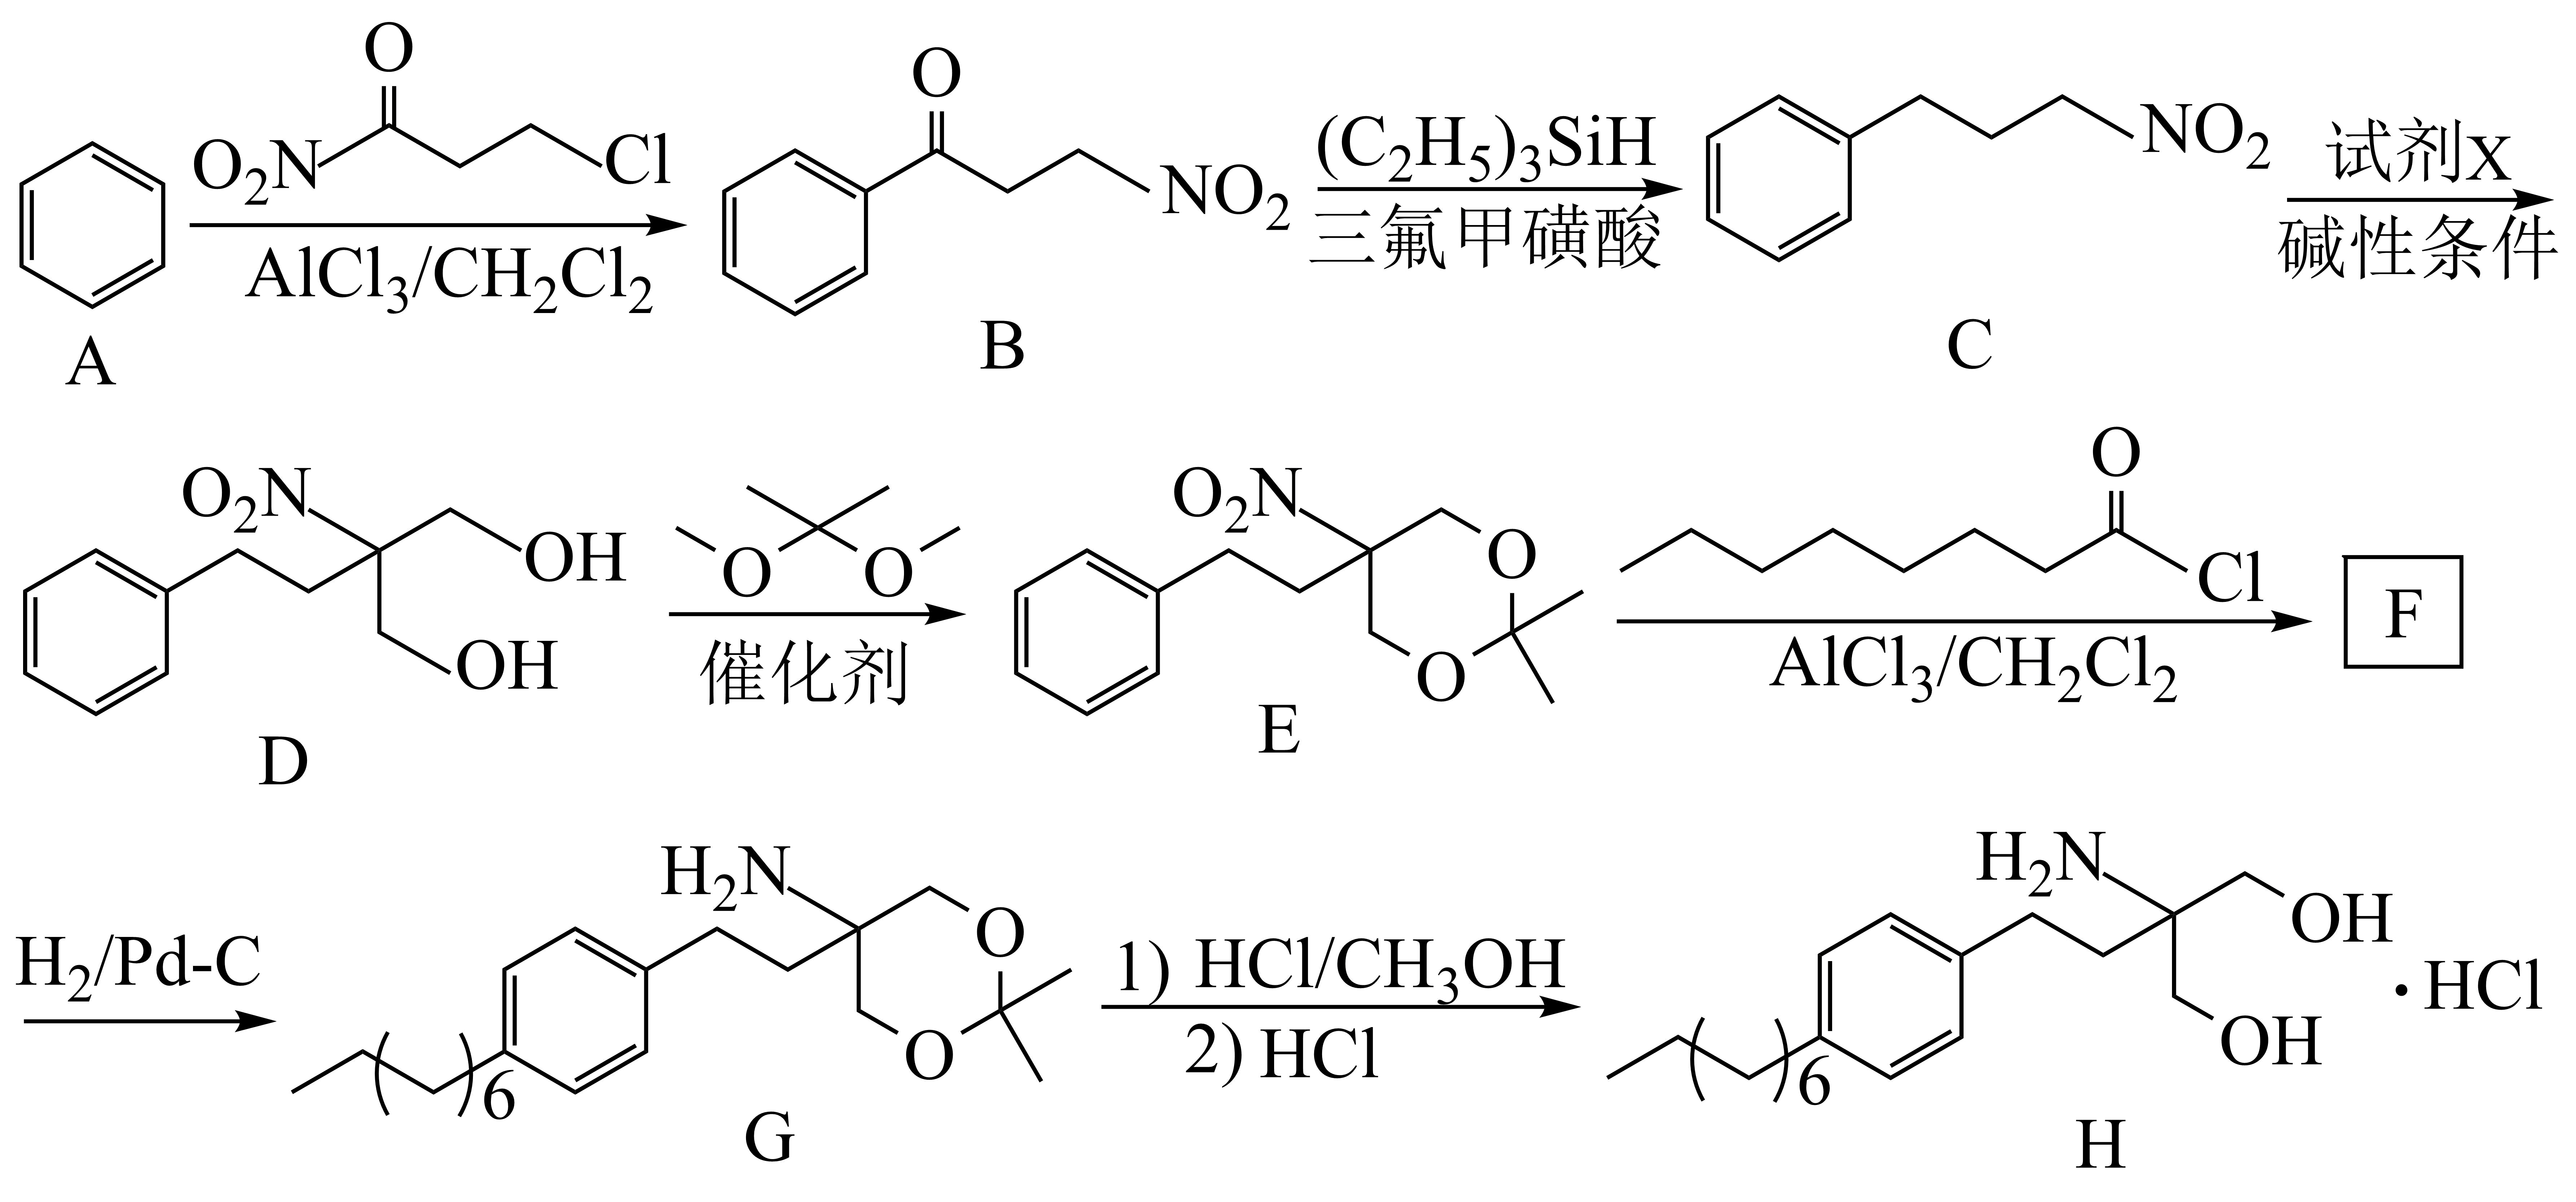 O
O₂N Cl
AlCl₃/CH₂Cl₂
A
O
NO₂
B
(C₂H₅)₃SiH
三氟甲磺酸
NO₂
C
试剂X
碱性条件
O₂N
OH
OH
D
O O
催化剂
O₂N
O
O
E
O
Cl
AlCl₃/CH₂Cl₂
F
H₂/Pd-C
H₂N
O
O
( )₆
G
1) HCl/CH₃OH
2) HCl
H₂N
OH
OH
·HCl
( )₆
H